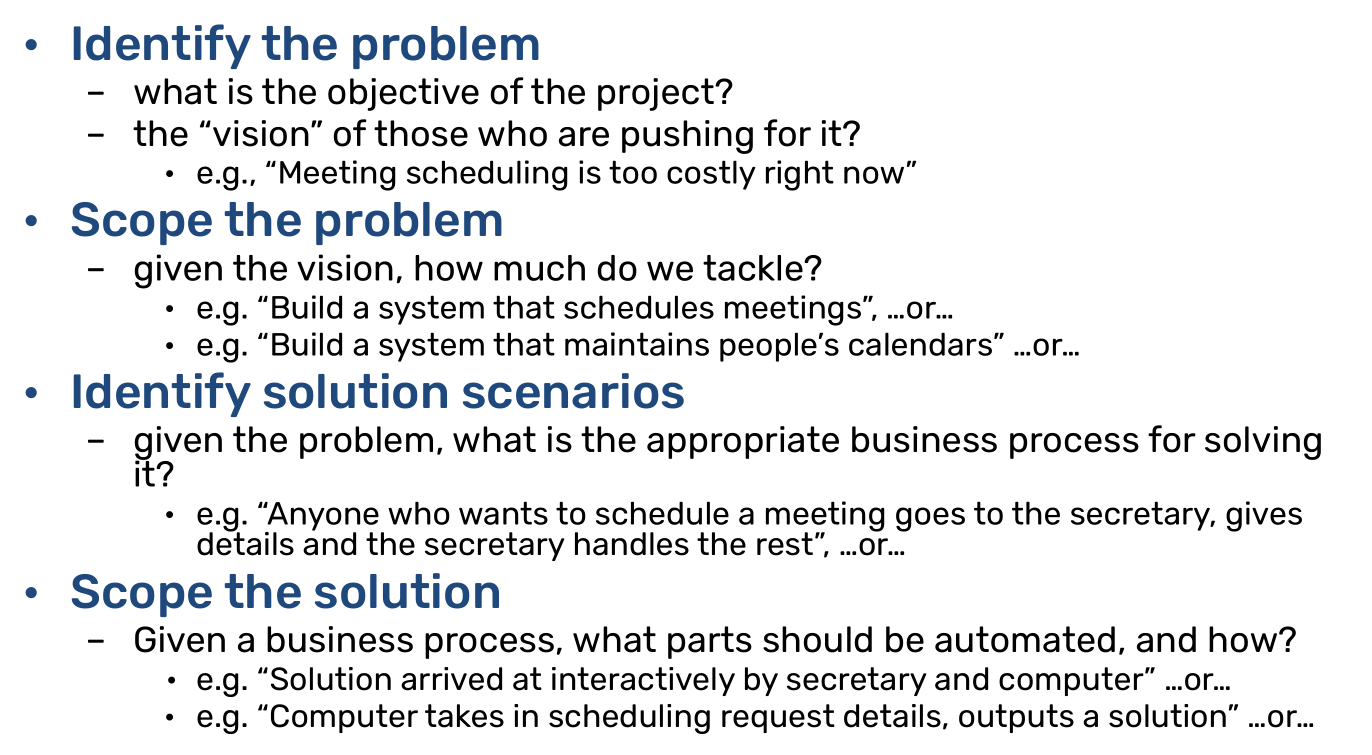 • Identify the problem
– what is the objective of the project?
– the “vision” of those who are pushing for it?
• e.g., “Meeting scheduling is too costly right now”
• Scope the problem
– given the vision, how much do we tackle?
• e.g. “Build a system that schedules meetings”, …or…
• e.g. “Build a system that maintains people’s calendars” …or…
• Identify solution scenarios
– given the problem, what is the appropriate business process for solving
it?
• e.g. “Anyone who wants to schedule a meeting goes to the secretary, gives
details and the secretary handles the rest”, …or…
• Scope the solution
– Given a business process, what parts should be automated, and how?
• e.g. “Solution arrived at interactively by secretary and computer” …or…
• e.g. “Computer takes in scheduling request details, outputs a solution” …or…